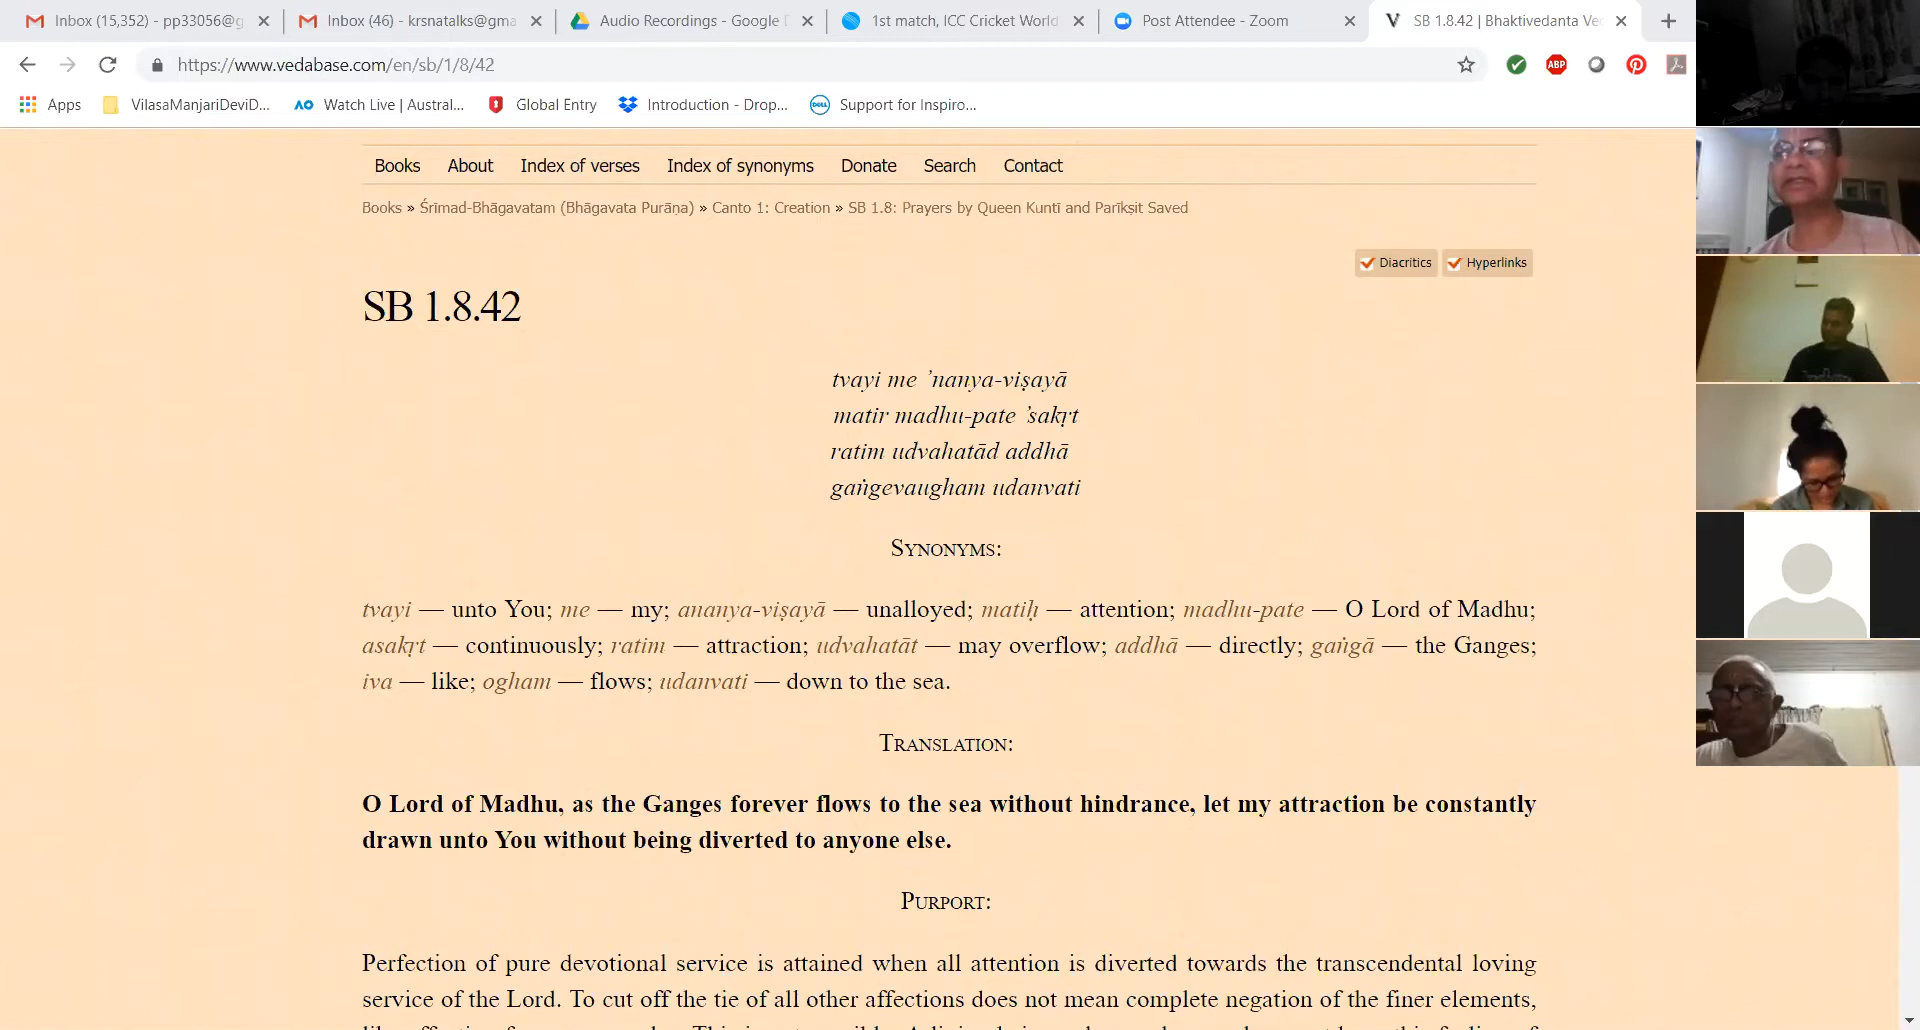 Inbox (15,352) - pp33056@g
Inbox (46) - krsnatalks@gma
Audio Recordings - Google D
1st match, ICC Cricket World
Post Attendee - Zoom
SB 1.8.42 | Bhaktivedanta Ve
https://www.vedabase.com/en/sb/1/8/42
ABP
Apps
VilasaManjariDeviD...
Watch Live | Austral...
Global Entry
Introduction - Drop...
Support for Inspiro...
Books About Index of verses Index of synonyms Donate Search Contact
Books » Śrīmad-Bhāgavatam (Bhāgavata Purāṇa) » Canto 1: Creation » SB 1.8: Prayers by Queen Kuntī and Parīkṣit Saved
Diacritics Hyperlinks
SB 1.8.42
tvayi me ’nanya-viṣayā
matir madhu-pate ’sakṛt
ratim udvahatād addhā
gaṅgevaugham udanvati
Synonyms:
tvayi — unto You; me — my; ananya-viṣayā — unalloyed; matiḥ — attention; madhu-pate — O Lord of Madhu;
asakṛt — continuously; ratim — attraction; udvahatāt — may overflow; addhā — directly; gaṅgā — the Ganges;
iva — like; ogham — flows; udanvati — down to the sea.
Translation:
O Lord of Madhu, as the Ganges forever flows to the sea without hindrance, let my attraction be constantly
drawn unto You without being diverted to anyone else.
Purport:
Perfection of pure devotional service is attained when all attention is diverted towards the transcendental loving
service of the Lord. To cut off the tie of all other affections does not mean complete negation of the finer elements,